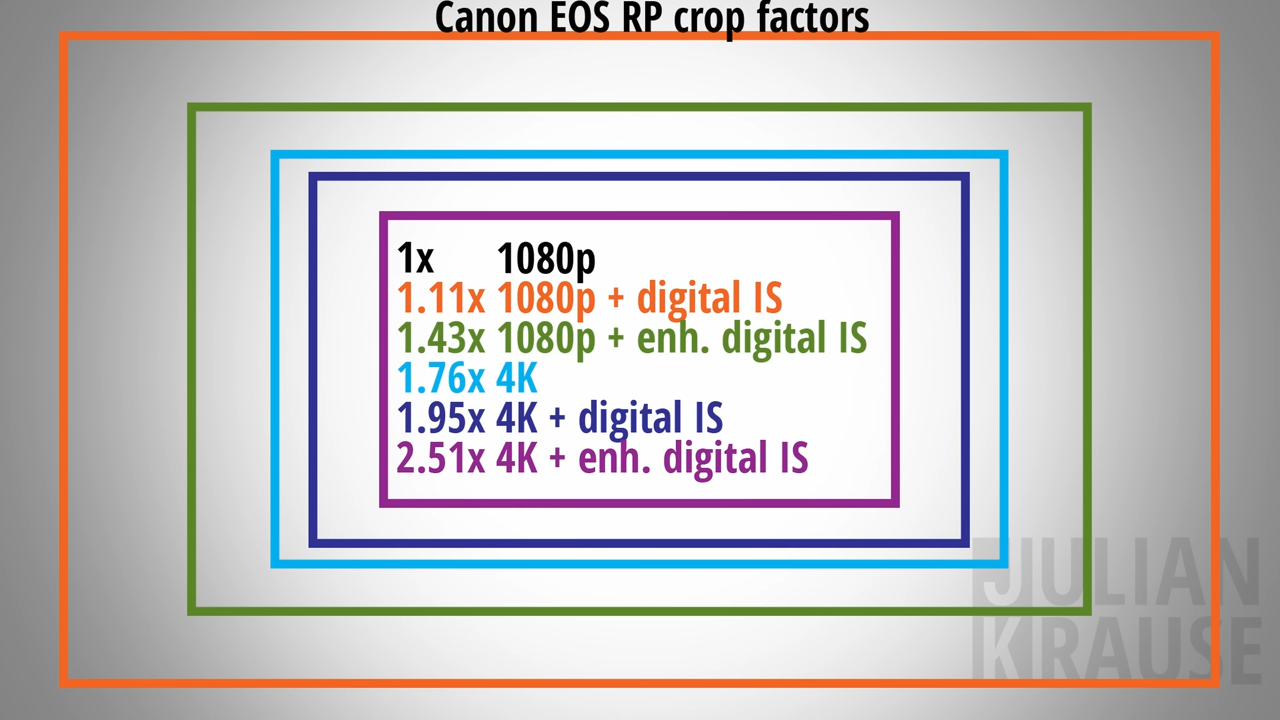 Canon EOS RP crop factors
1x 1080p
1.11x 1080p + digital IS
1.43x 1080p + enh. digital IS
1.76x 4K
1.95x 4K + digital IS
2.51x 4K + enh. digital IS
JULIAN
KRAUSE